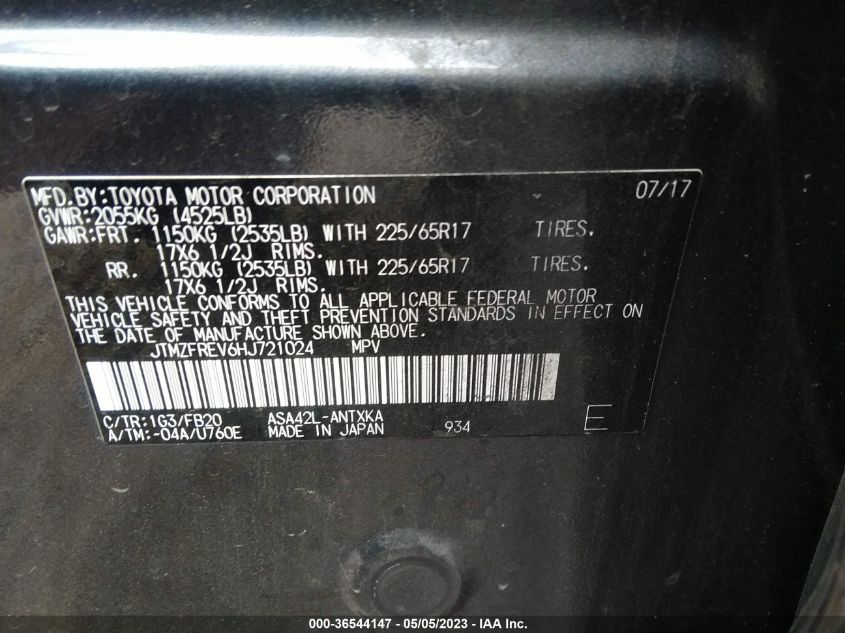 MFD.BY:TOYOTA MOTOR CORPORATION 07/17
GVWR:2055KG (4525LB)
GAWR:FRT. 1150KG (2535LB) WITH 225/65R17 TIRES.
17X6 1/2J RIMS.
RR. 1150KG (2535LB) WITH 225/65R17 TIRES.
17X6 1/2J RIMS.
THIS VEHICLE CONFORMS TO ALL APPLICABLE FEDERAL MOTOR
VEHICLE SAFETY AND THEFT PREVENTION STANDARDS IN EFFECT ON
THE DATE OF MANUFACTURE SHOWN ABOVE.
JTMZFREV6HJ721024 MPV
C/TR:1G3/FB20 ASA42L-ANTXKA
A/TM:-04A/U760E MADE IN JAPAN 934 E
000-36544147 - 05/05/2023 - IAA Inc.